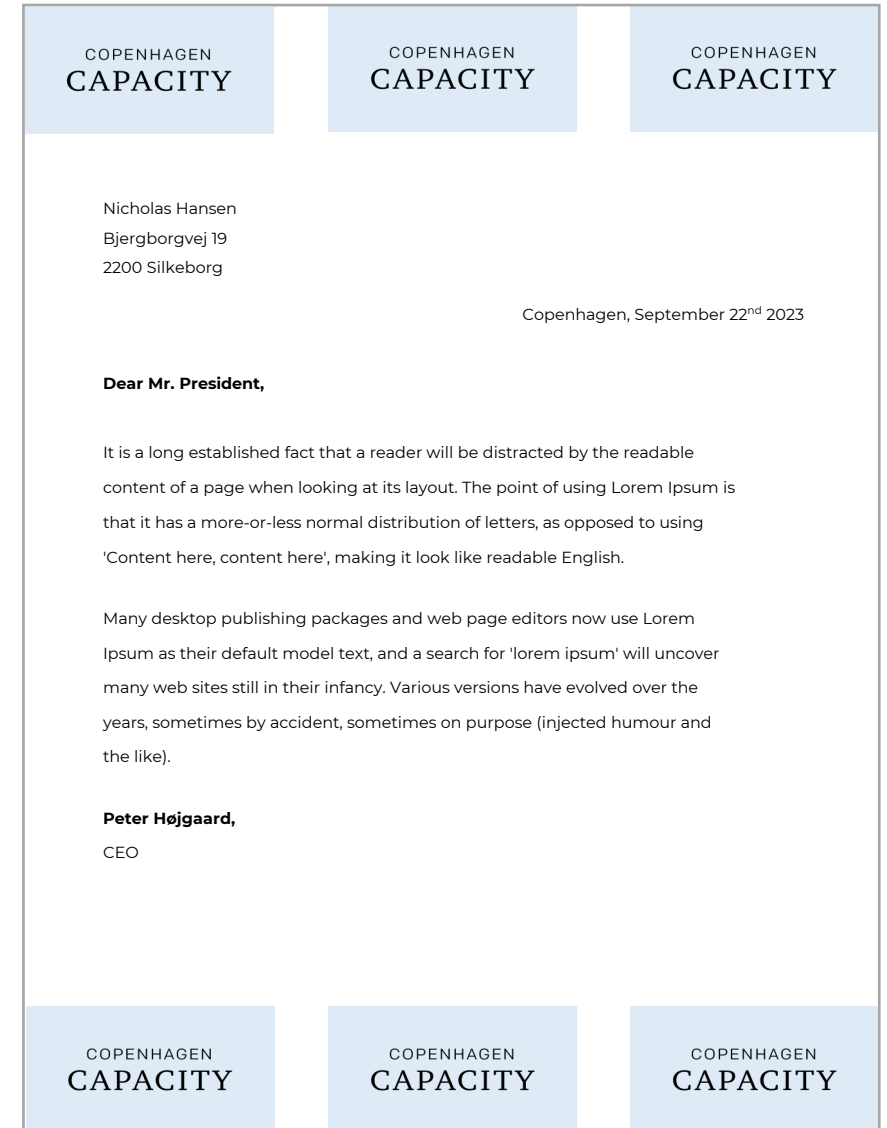 COPENHAGEN
CAPACITY
COPENHAGEN
CAPACITY
COPENHAGEN
CAPACITY
Nicholas Hansen
Bjergborgvej 19
2200 Silkeborg
Copenhagen, September 22nd 2023
Dear Mr. President,
It is a long established fact that a reader will be distracted by the readable
content of a page when looking at its layout. The point of using Lorem Ipsum is
that it has a more-or-less normal distribution of letters, as opposed to using
'Content here, content here', making it look like readable English.
Many desktop publishing packages and web page editors now use Lorem
Ipsum as their default model text, and a search for 'lorem ipsum' will uncover
many web sites still in their infancy. Various versions have evolved over the
years, sometimes by accident, sometimes on purpose (injected humour and
the like).
Peter Højgaard,
CEO
COPENHAGEN
CAPACITY
COPENHAGEN
CAPACITY
COPENHAGEN
CAPACITY